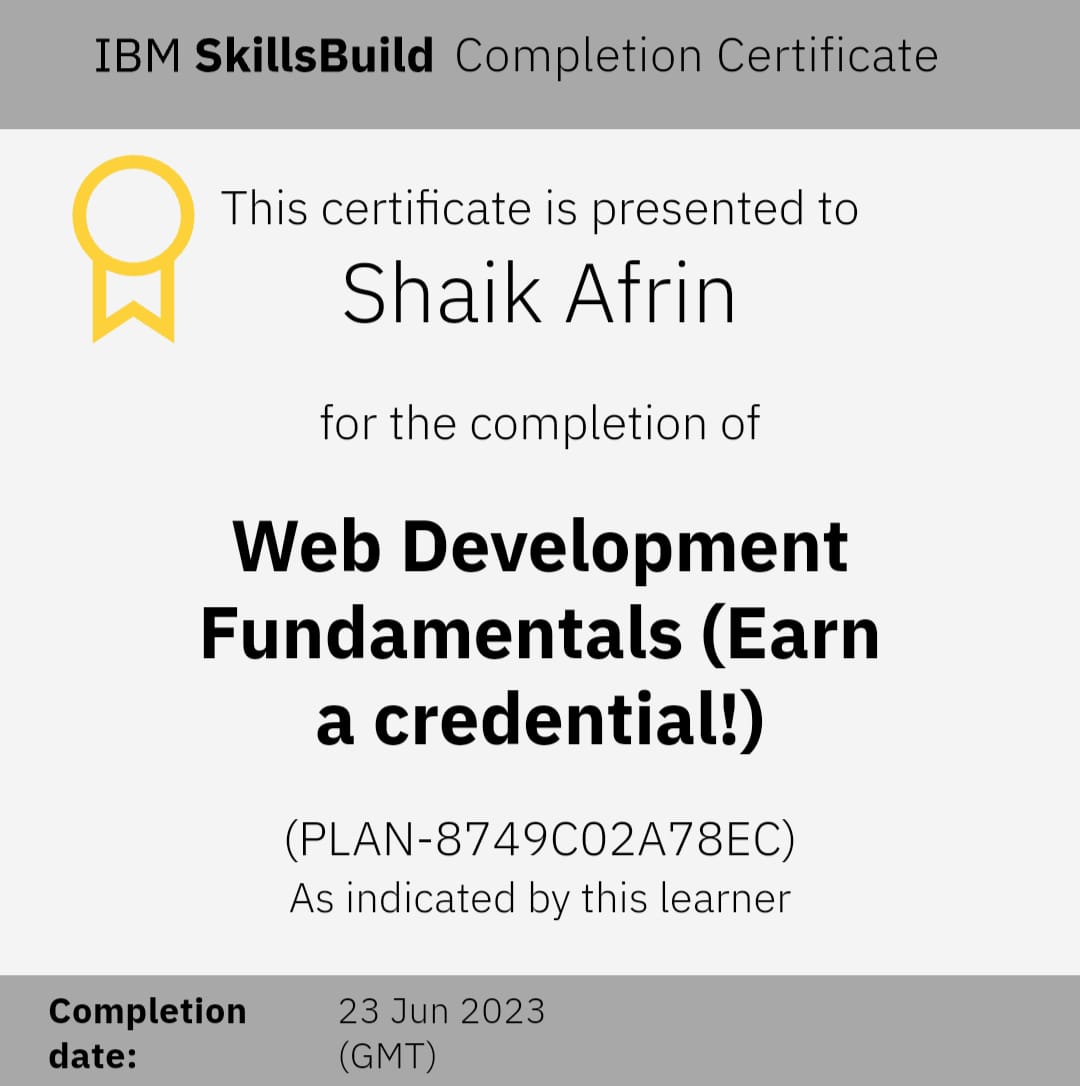 IBM SkillsBuild Completion Certificate
This certificate is presented to
Shaik Afrin
for the completion of
Web Development
Fundamentals (Earn
a credential!)
(PLAN-8749C02A78EC)
As indicated by this learner
Completion date: 23 Jun 2023 (GMT)